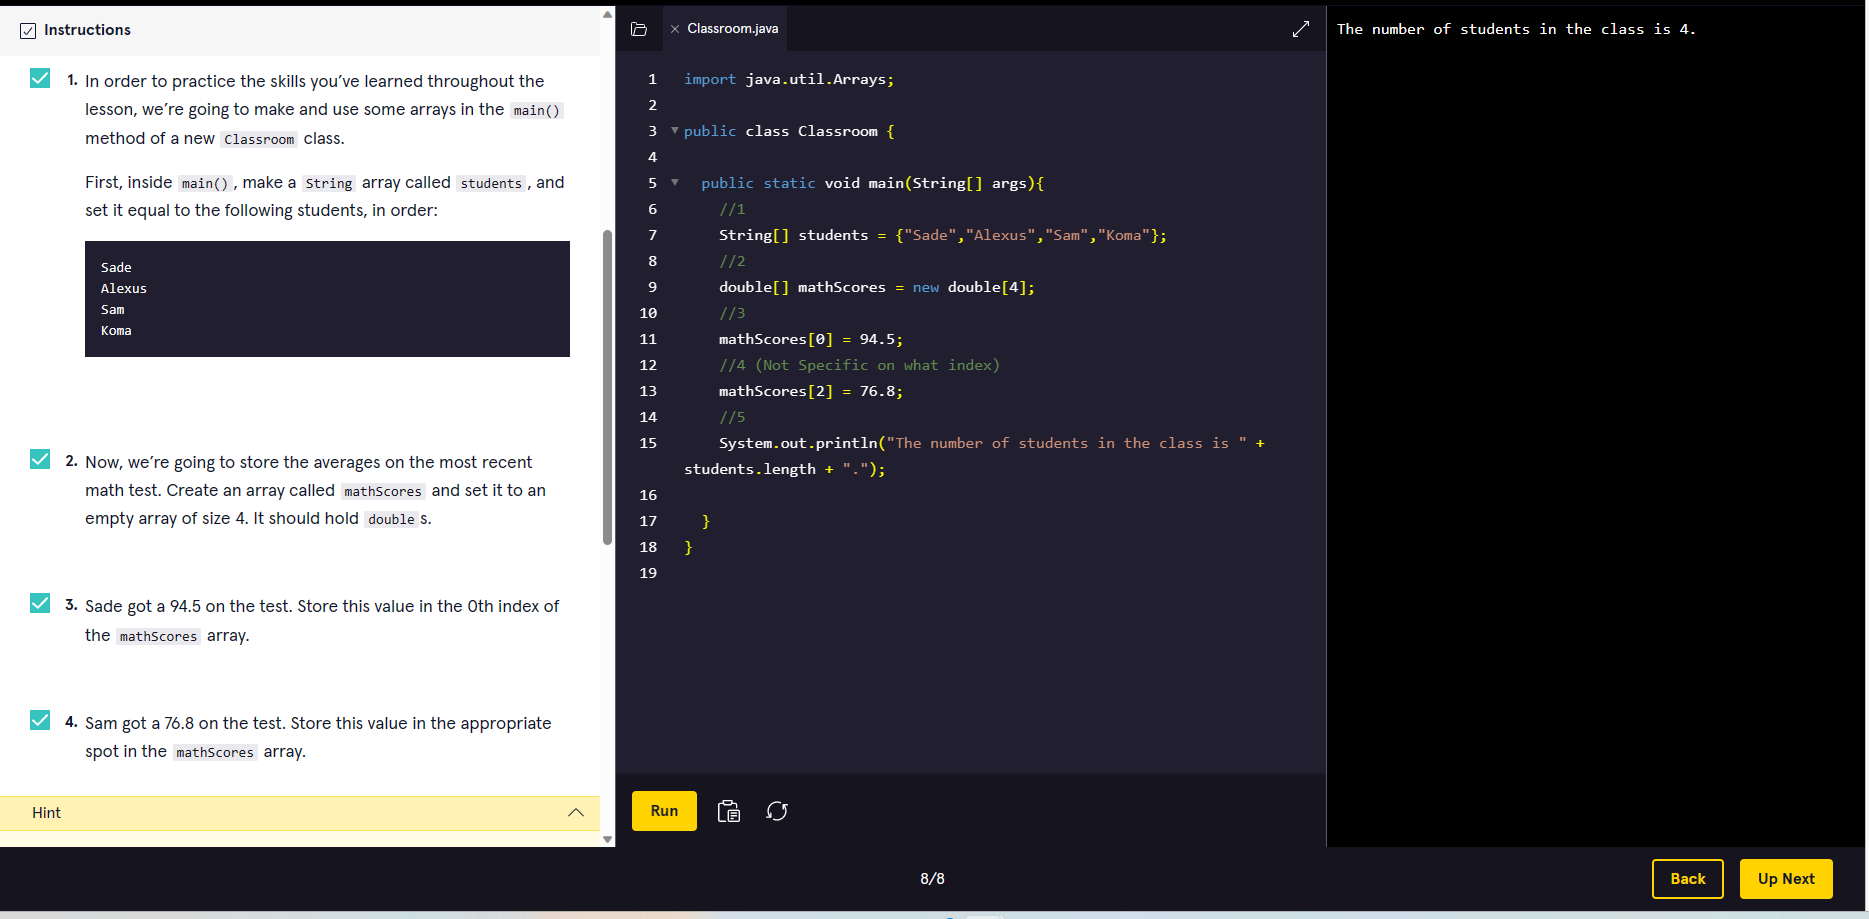 Instructions
1. In order to practice the skills you've learned throughout the
lesson, we're going to make and use some arrays in the main()
method of a new Classroom class.
First, inside main(), make a String array called students, and
set it equal to the following students, in order:
Sade
Alexus
Sam
Koma
2. Now, we're going to store the averages on the most recent
math test. Create an array called mathScores and set it to an
empty array of size 4. It should hold double s.
3. Sade got a 94.5 on the test. Store this value in the 0th index of
the mathScores array.
4. Sam got a 76.8 on the test. Store this value in the appropriate
spot in the mathScores array.
Hint
Classroom.java
1 import java.util.Arrays;
2
3 public class Classroom {
4
5 public static void main(String[] args){
6 //1
7 String[] students = {"Sade","Alexus","Sam","Koma"};
8 //2
9 double[] mathScores = new double[4];
10 //3
11 mathScores[0] = 94.5;
12 //4 (Not Specific on what index)
13 mathScores[2] = 76.8;
14 //5
15 System.out.println("The number of students in the class is " +
students.length + ".");
16
17 }
18 }
19
Run
The number of students in the class is 4.
8/8
Back
Up Next